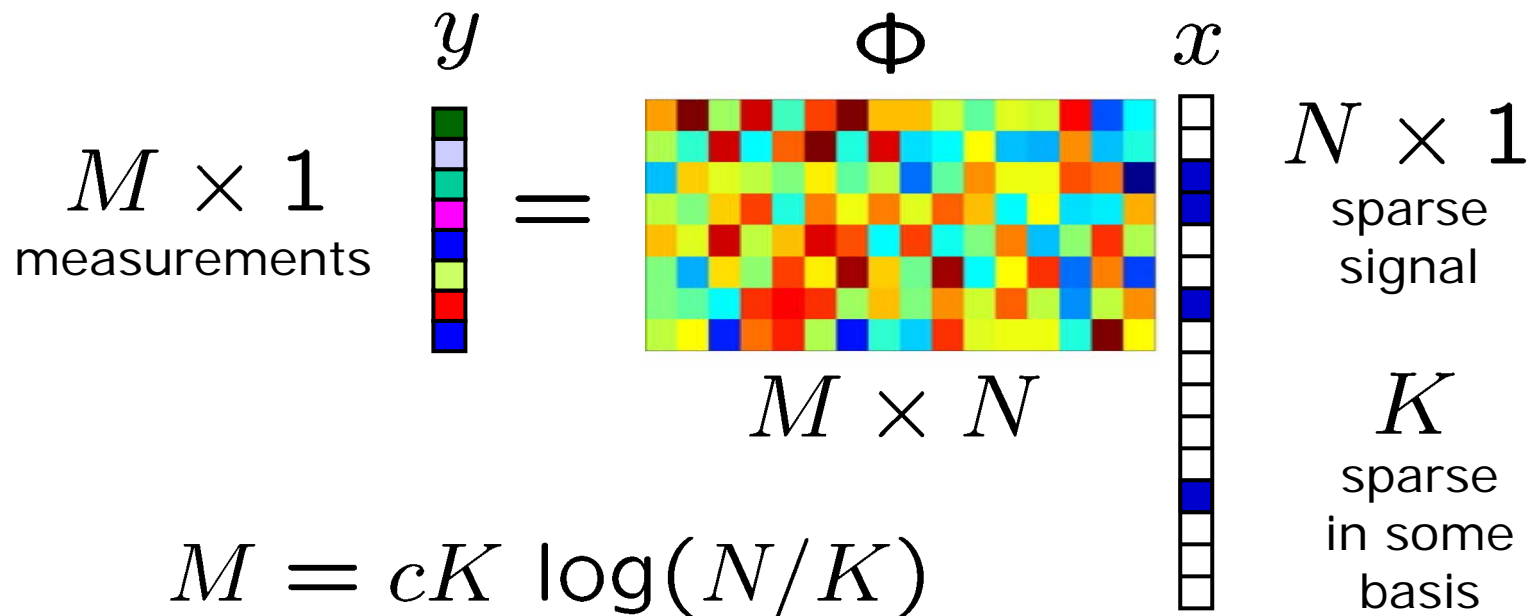 y
Φ
x
M × 1
measurements
=
N × 1
sparse
signal
M × N
K
sparse
in some
basis
M = cK log(N/K)